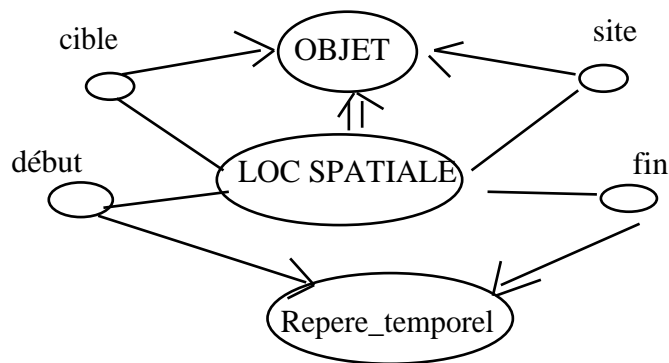 cible
OBJET
site
début
LOC SPATIALE
fin
Repere_temporel